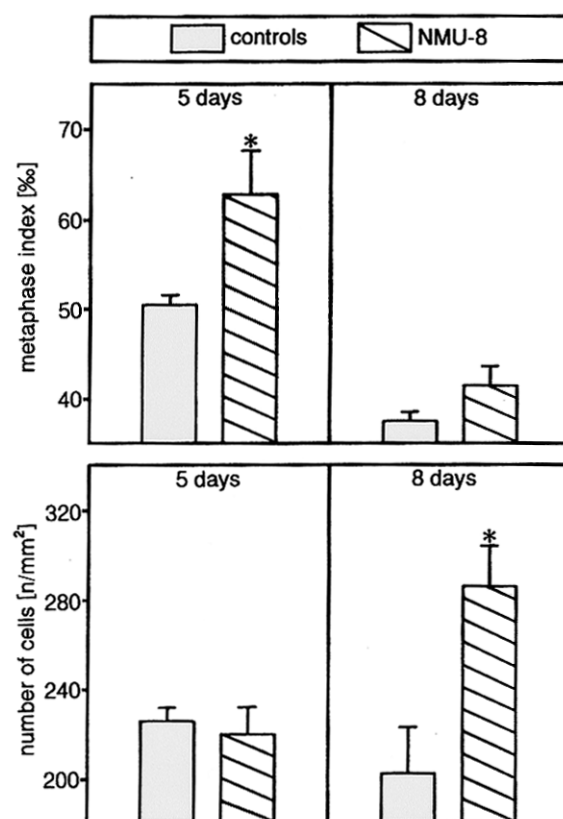 controls NMU-8
5 days 8 days
70
60
50
40
metaphase index [‰]
*
5 days 8 days
320
280
240
200
number of cells [n/mm²]
*